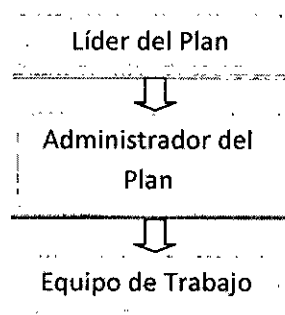 Líder del Plan
Administrador del
Plan
Equipo de Trabajo